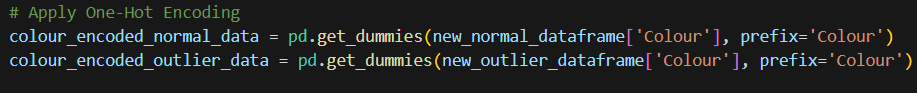 # Apply One-Hot Encoding
colour_encoded_normal_data = pd.get_dummies(new_normal_dataframe['Colour'], prefix='Colour')
colour_encoded_outlier_data = pd.get_dummies(new_outlier_dataframe['Colour'], prefix='Colour')